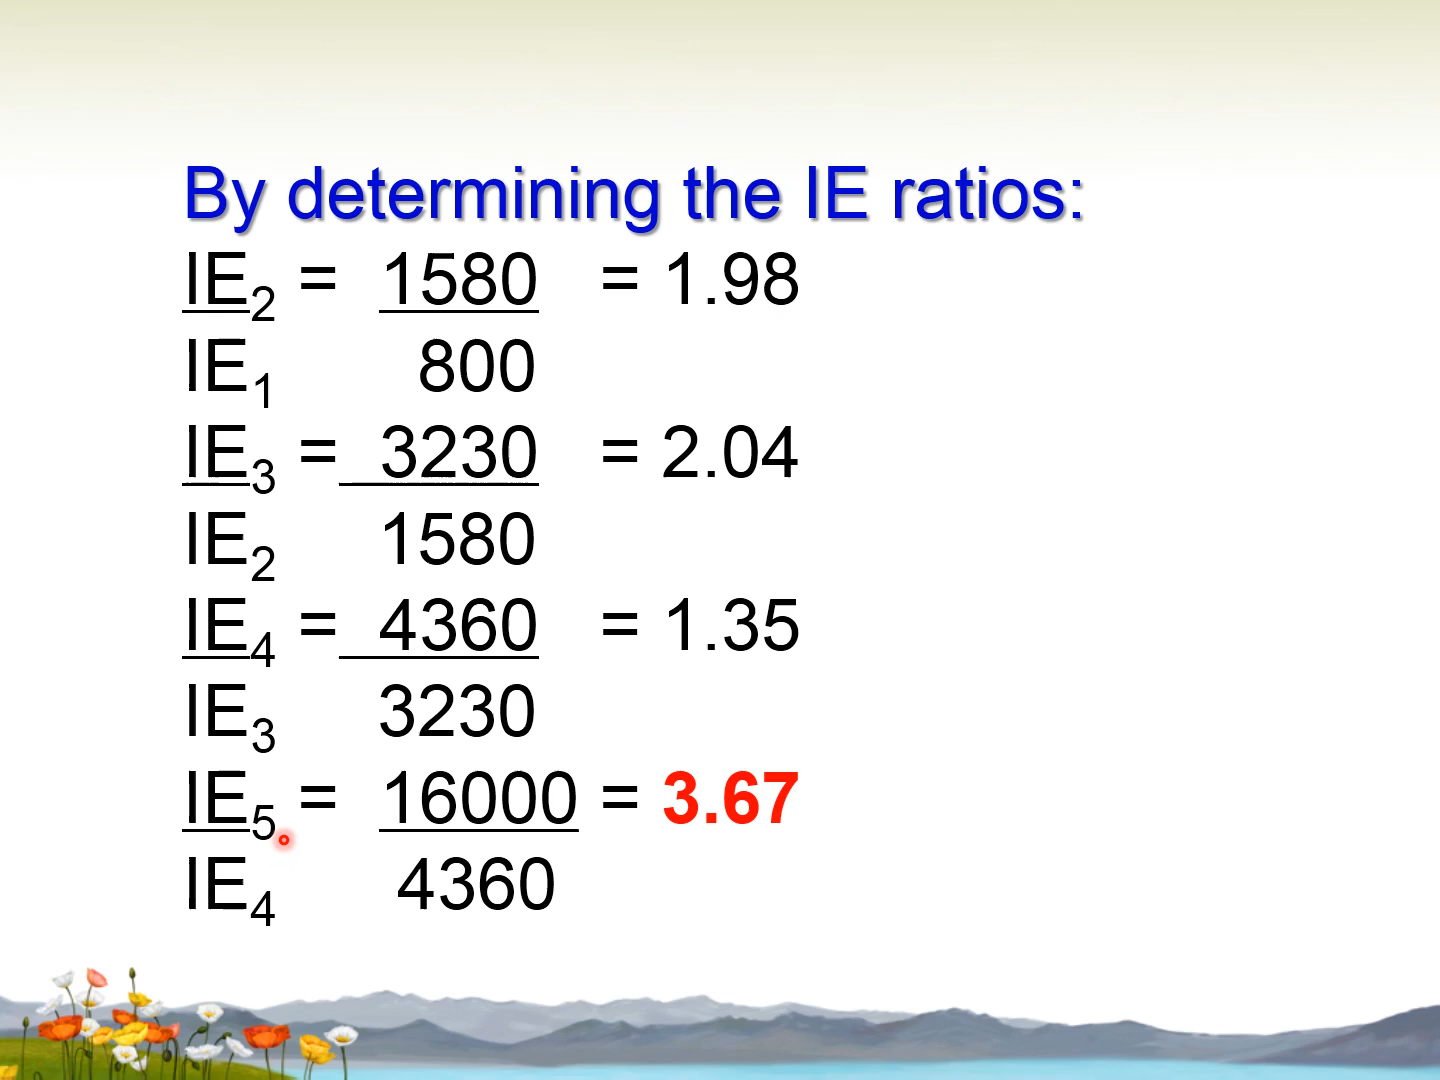 By determining the IE ratios:
IE2 = 1580 = 1.98
IE1 800
IE3 = 3230 = 2.04
IE2 1580
IE4 = 4360 = 1.35
IE3 3230
IE5 = 16000 = 3.67
IE4 4360